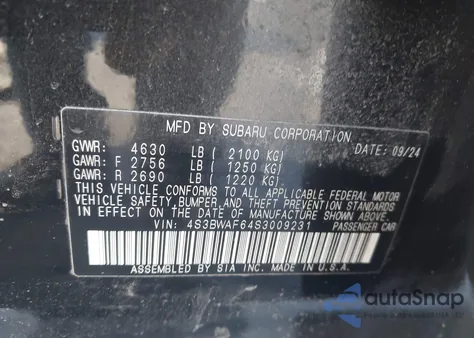 MFD BY SUBARU CORPORATION
GVWR: 4630 LB ( 2100 KG) DATE: 09/24
GAWR: F 2756 LB ( 1250 KG)
GAWR: R 2690 LB ( 1220 KG)
THIS VEHICLE CONFORMS TO ALL APPLICABLE FEDERAL MOTOR
VEHICLE SAFETY, BUMPER, AND THEFT PREVENTION STANDARDS
IN EFFECT ON THE DATE OF MANUFACTURE SHOWN ABOVE.
VIN: 4S3BWAF64S3009231 PASSENGER CAR
ASSEMBLED BY SIA INC. MADE IN U.S.A.
autoSnap